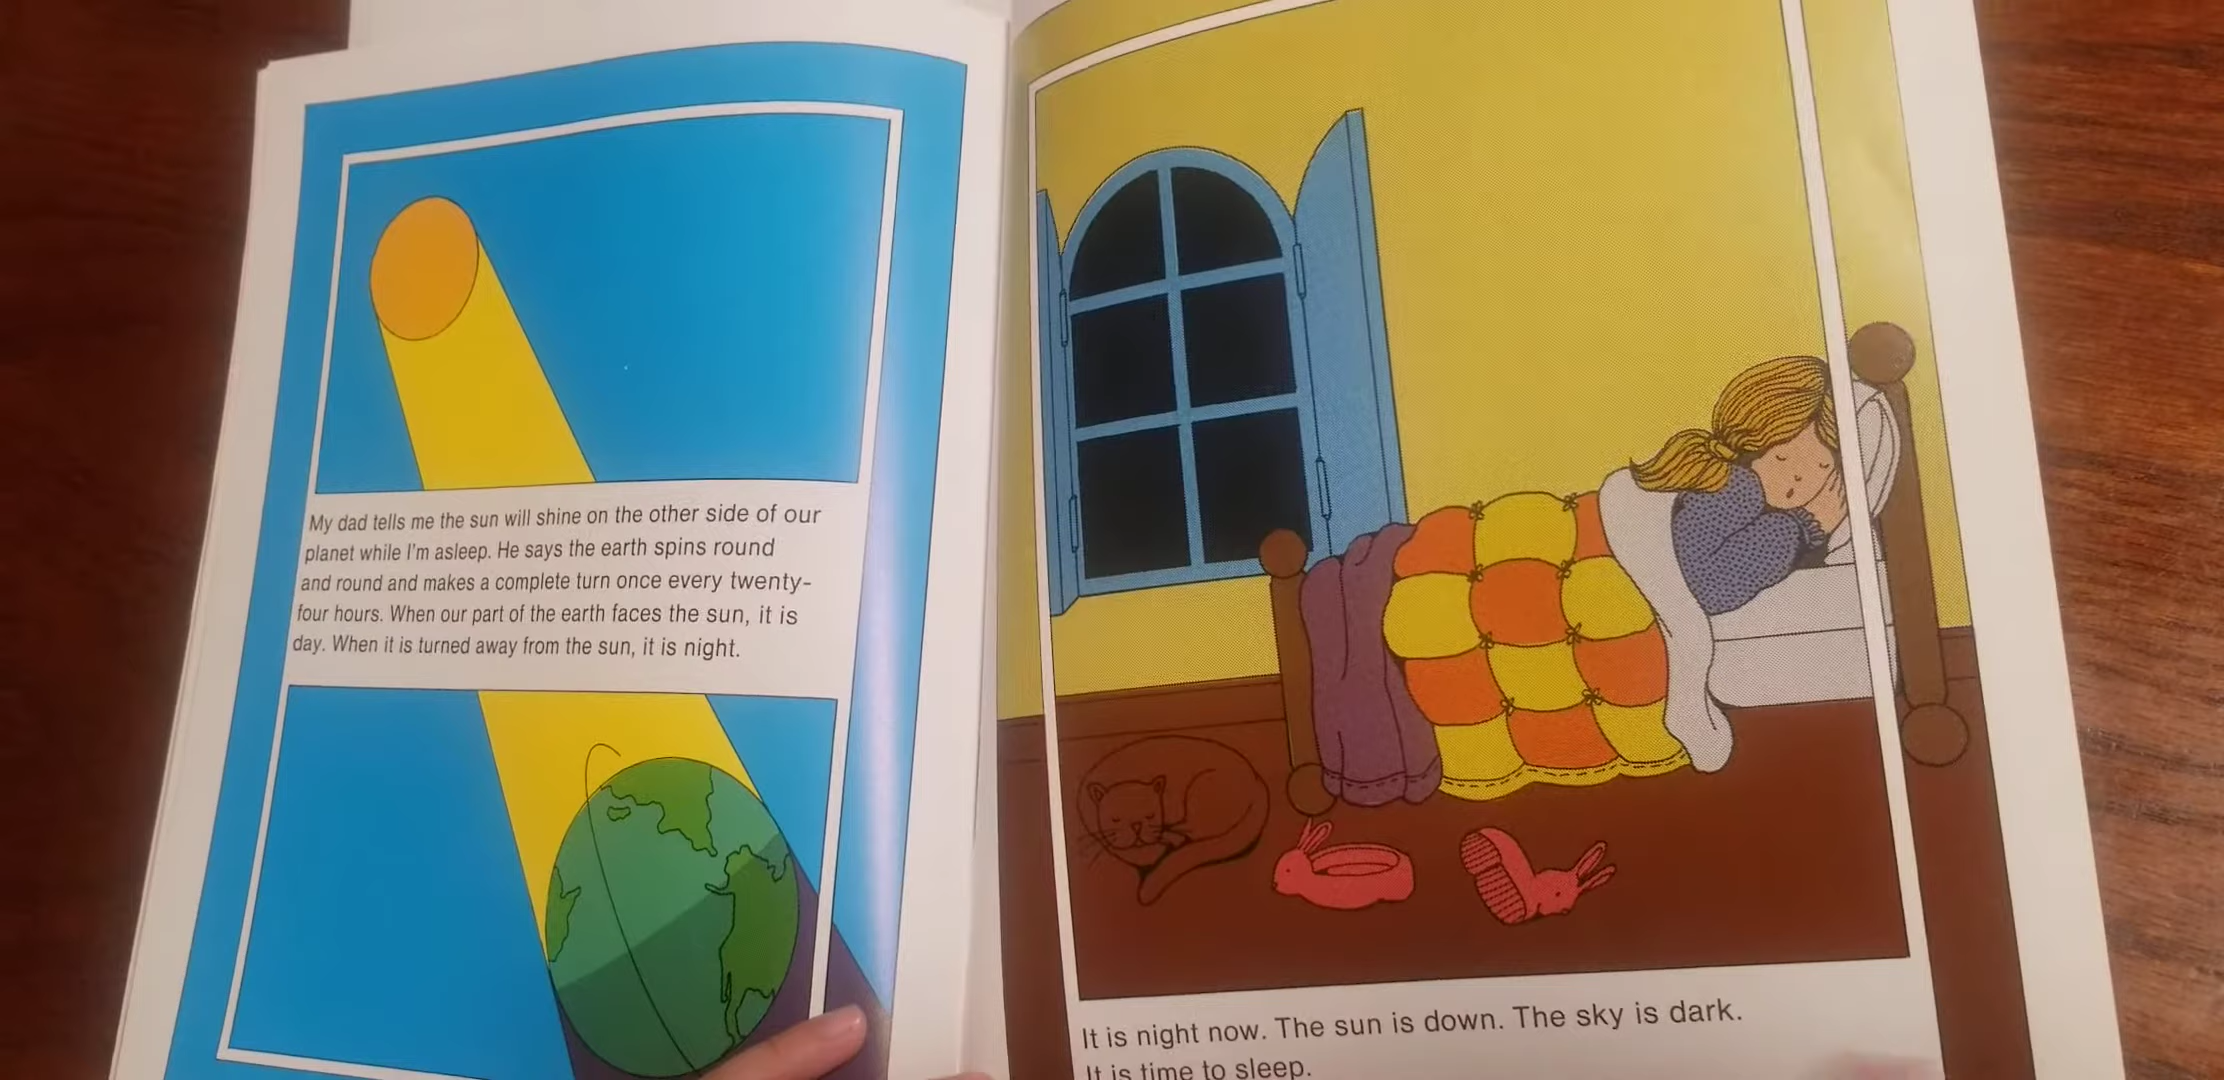 My dad tells me the sun will shine on the other side of our
planet while I'm asleep. He says the earth spins round
and round and makes a complete turn once every twenty-
four hours. When our part of the earth faces the sun, it is
day. When it is turned away from the sun, it is night.
It is night now. The sun is down. The sky is dark.
It is time to sleep.